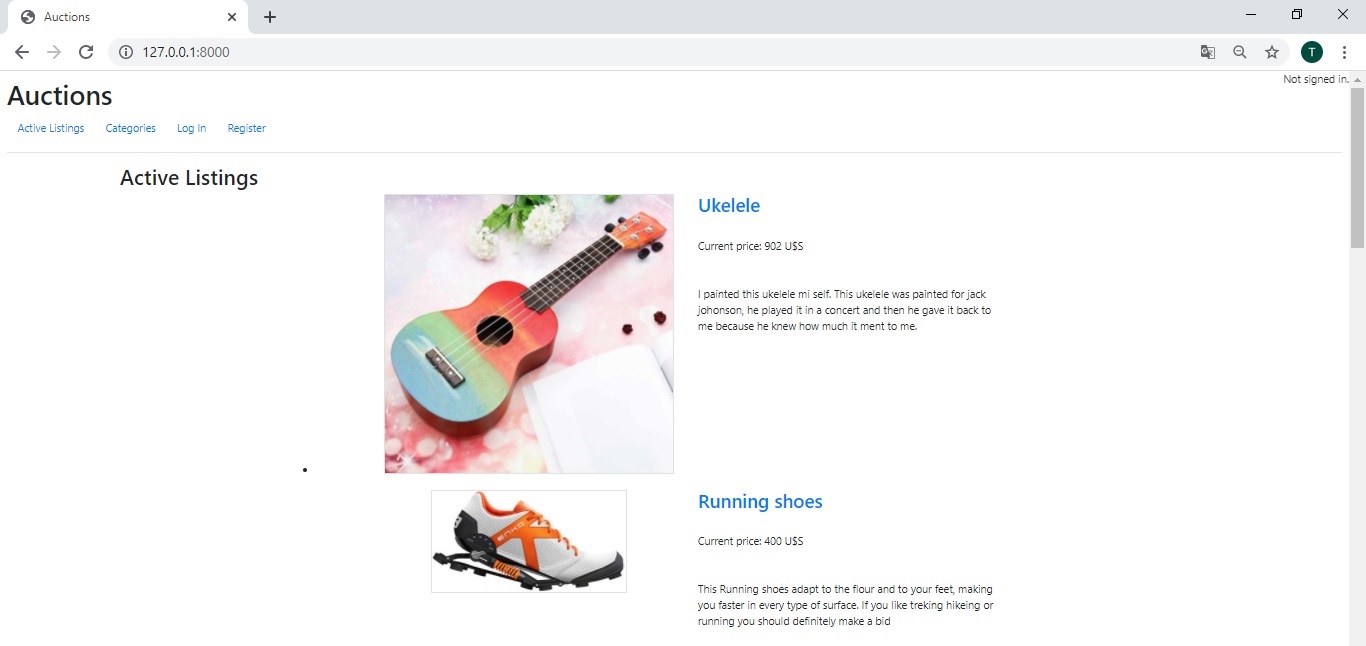 Auctions
127.0.0.1:8000
T
Not signed in.
Auctions
Active Listings Categories Log In Register
Active Listings
Ukelele
Current price: 902 U$S
I painted this ukelele mi self. This ukelele was painted for jack
johonson, he played it in a concert and then he gave it back to
me because he knew how much it ment to me.
Running shoes
Current price: 400 U$S
This Running shoes adapt to the flour and to your feet, making
you faster in every type of surface. If you like treking hikeing or
running you should definitely make a bid
enko